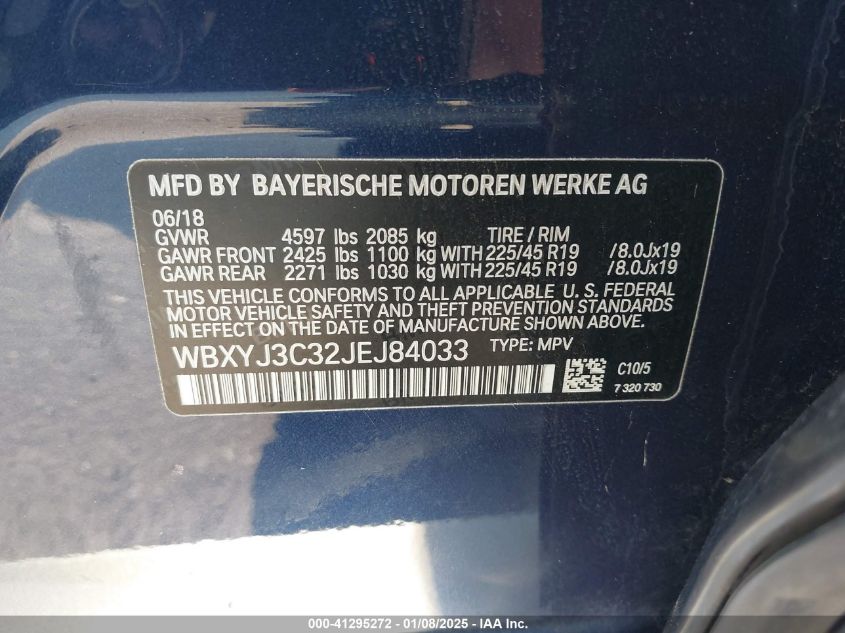 MFD BY BAYERISCHE MOTOREN WERKE AG
06/18
GVWR 4597 lbs 2085 kg TIRE / RIM
GAWR FRONT 2425 lbs 1100 kg WITH 225/45 R19 /8.0Jx19
GAWR REAR 2271 lbs 1030 kg WITH 225/45 R19 /8.0Jx19
THIS VEHICLE CONFORMS TO ALL APPLICABLE U. S. FEDERAL
MOTOR VEHICLE SAFETY AND THEFT PREVENTION STANDARDS
IN EFFECT ON THE DATE OF MANUFACTURE SHOWN ABOVE.
WBXYJ3C32JEJ84033 TYPE: MPV
C10/5
7 320 730
000-41295272 - 01/08/2025 - IAA Inc.